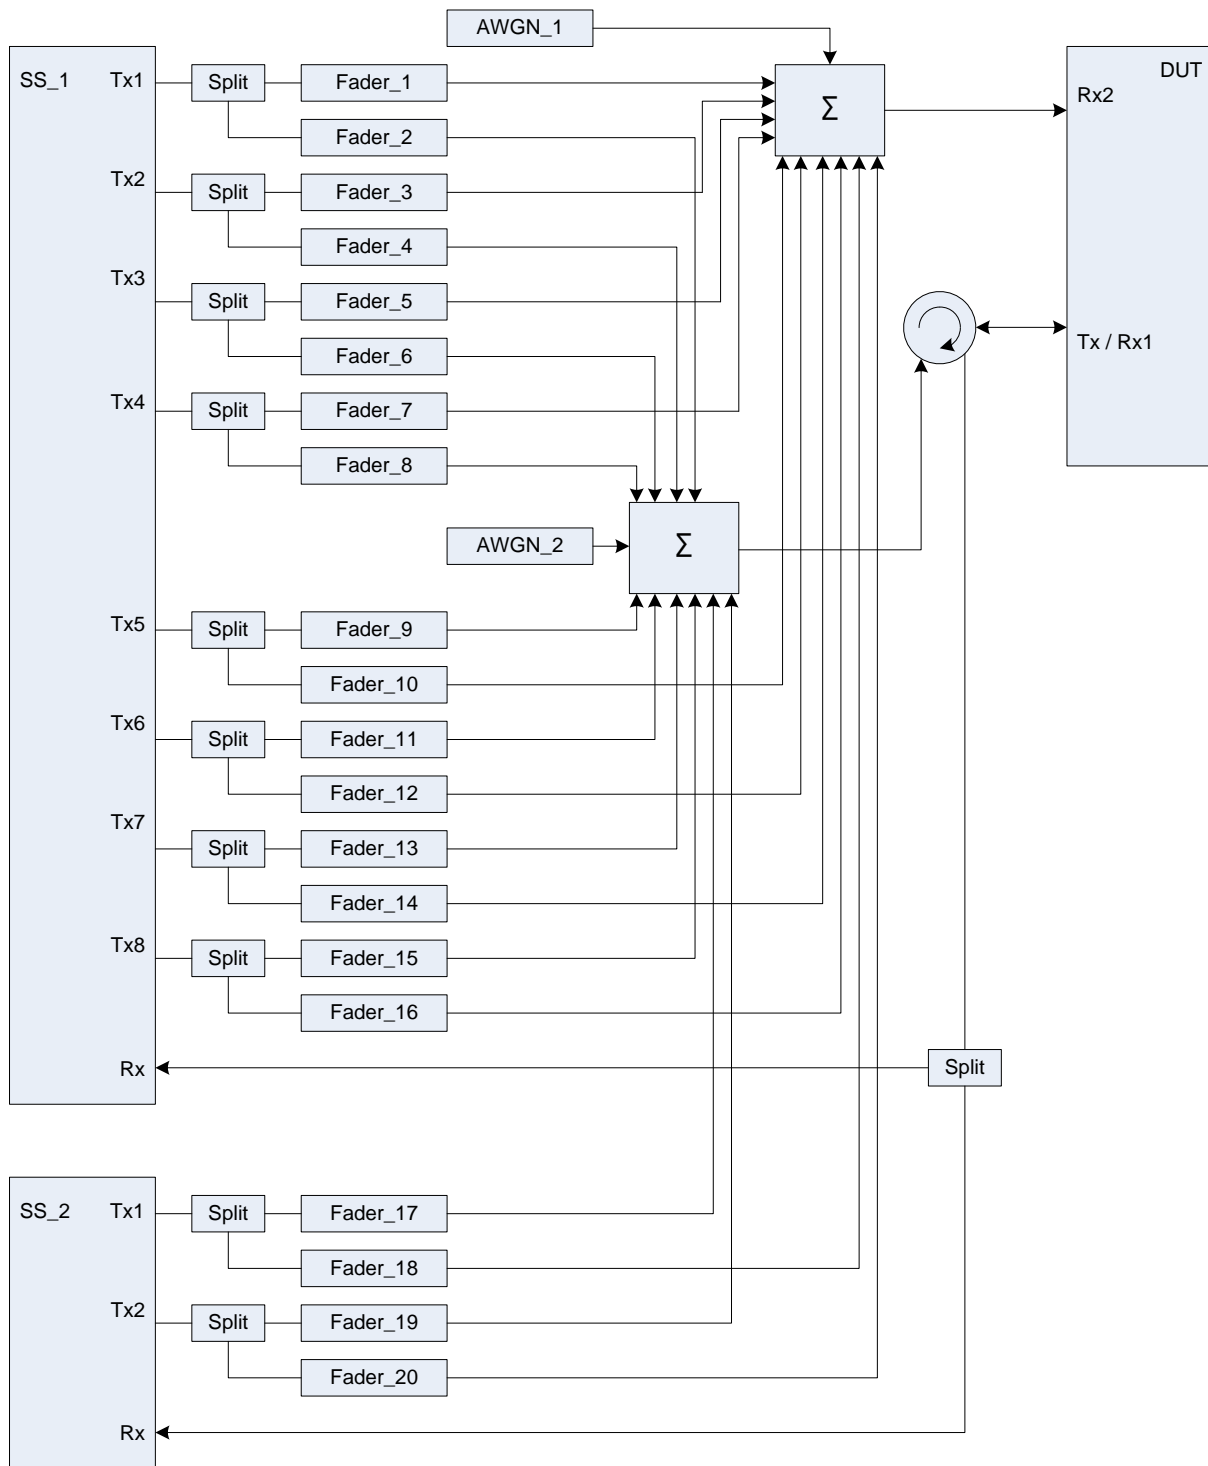 AWGN_1
SS_1
Tx1
Split
Fader_1
Σ
DUT
Rx2
Fader_2
Tx2
Split
Fader_3
Fader_4
Tx3
Split
Fader_5
Tx / Rx1
Fader_6
Tx4
Split
Fader_7
Fader_8
AWGN_2
Σ
Tx5
Split
Fader_9
Fader_10
Tx6
Split
Fader_11
Fader_12
Tx7
Split
Fader_13
Fader_14
Tx8
Split
Fader_15
Fader_16
Rx
Split
SS_2
Tx1
Split
Fader_17
Fader_18
Tx2
Split
Fader_19
Fader_20
Rx